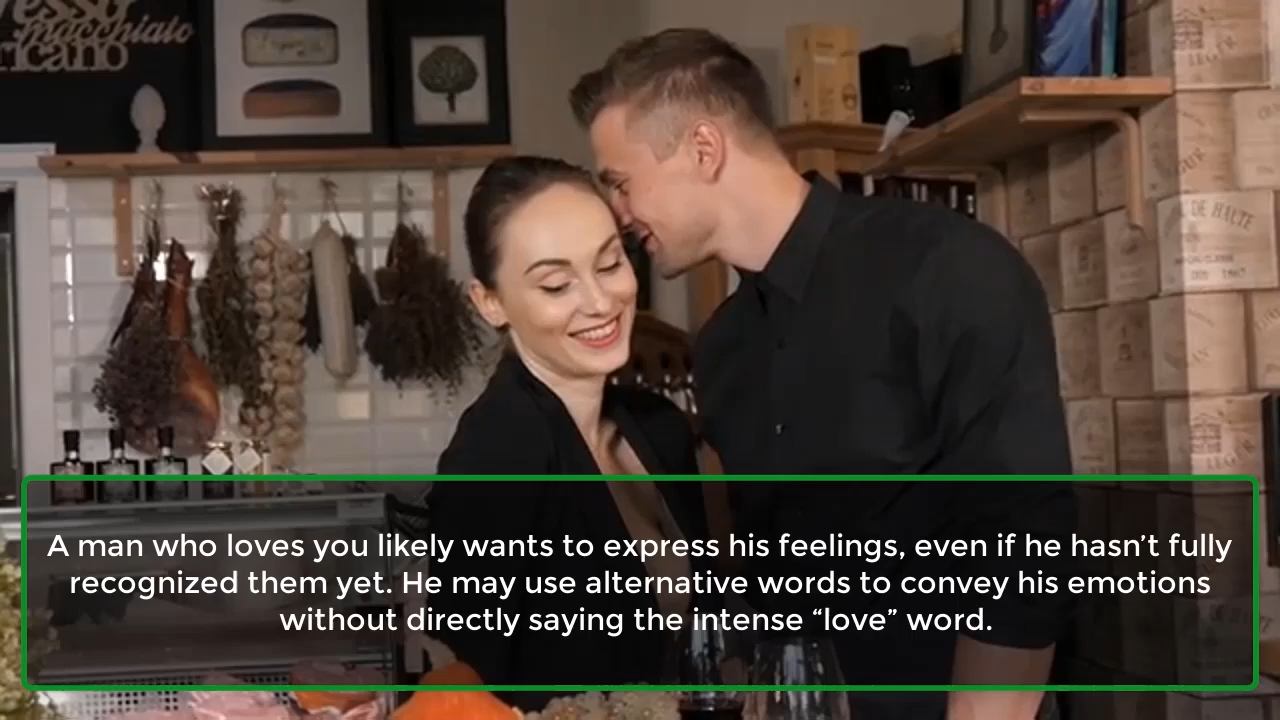 macchiato
A man who loves you likely wants to express his feelings, even if he hasn’t fully
recognized them yet. He may use alternative words to convey his emotions
without directly saying the intense “love” word.